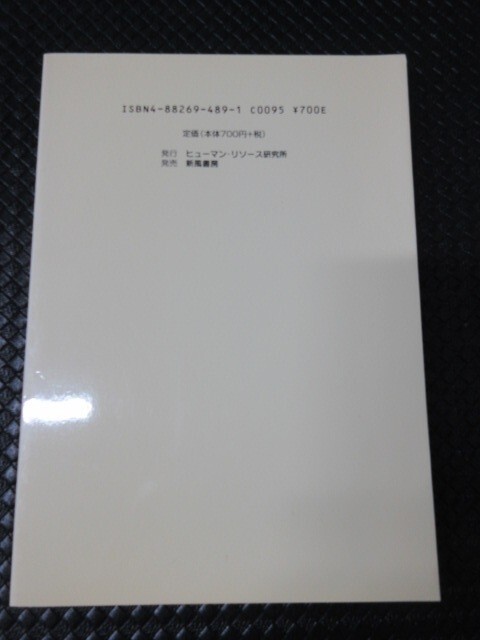 ISBN4-88269-489-1 C0095 ¥700E
定価(本体700円+税)
発行 ヒューマン・リソース研究所
発売 新風書房